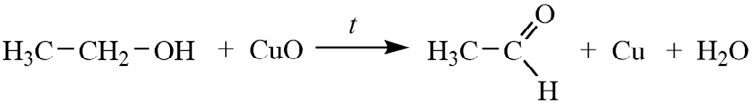 H₃C−CH₂−OH + CuO t H₃C−C O H + Cu + H₂O